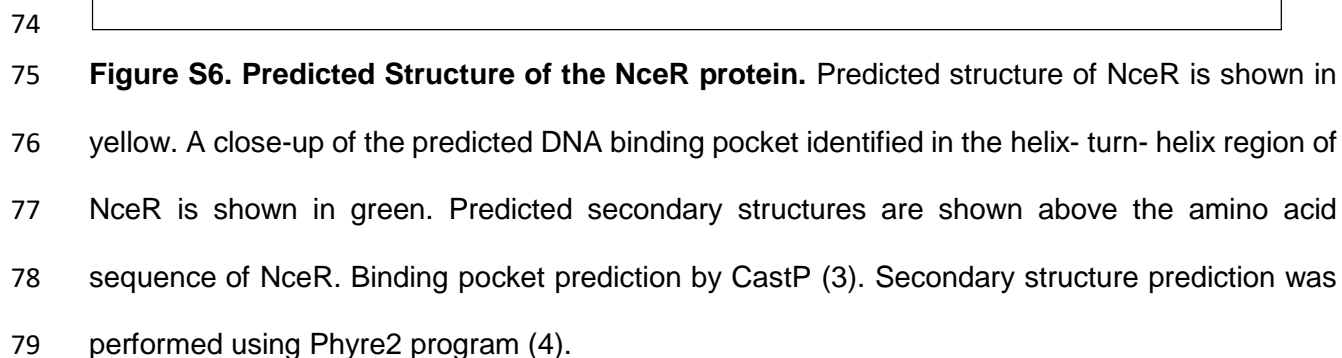 74
75 Figure S6. Predicted Structure of the NceR protein. Predicted structure of NceR is shown in
76 yellow. A close-up of the predicted DNA binding pocket identified in the helix- turn- helix region of
77 NceR is shown in green. Predicted secondary structures are shown above the amino acid
78 sequence of NceR. Binding pocket prediction by CastP (3). Secondary structure prediction was
79 performed using Phyre2 program (4).